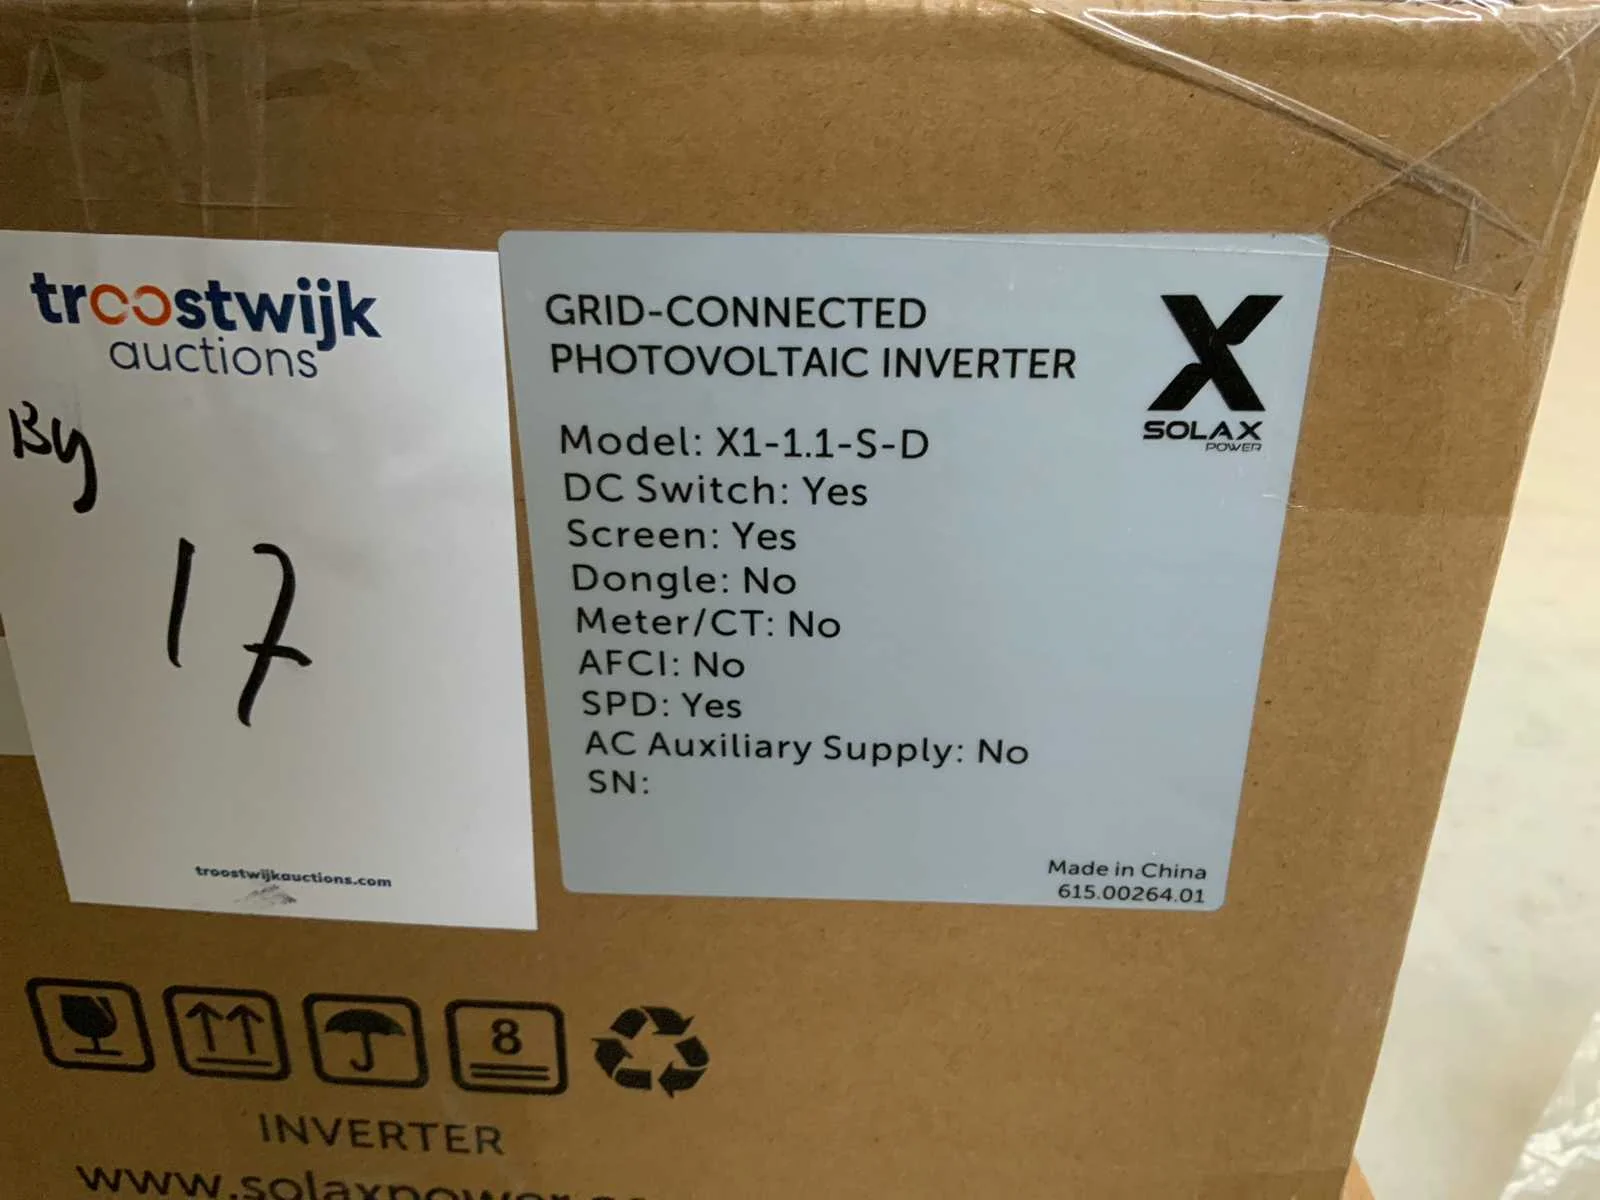 troostwijk
auctions
By
17
troostwijkauctions.com
GRID-CONNECTED
PHOTOVOLTAIC INVERTER
SOLAX
POWER
Model: X1-1.1-S-D
DC Switch: Yes
Screen: Yes
Dongle: No
Meter/CT: No
AFCI: No
SPD: Yes
AC Auxiliary Supply: No
SN:
Made in China
615.00264.01
8
INVERTER